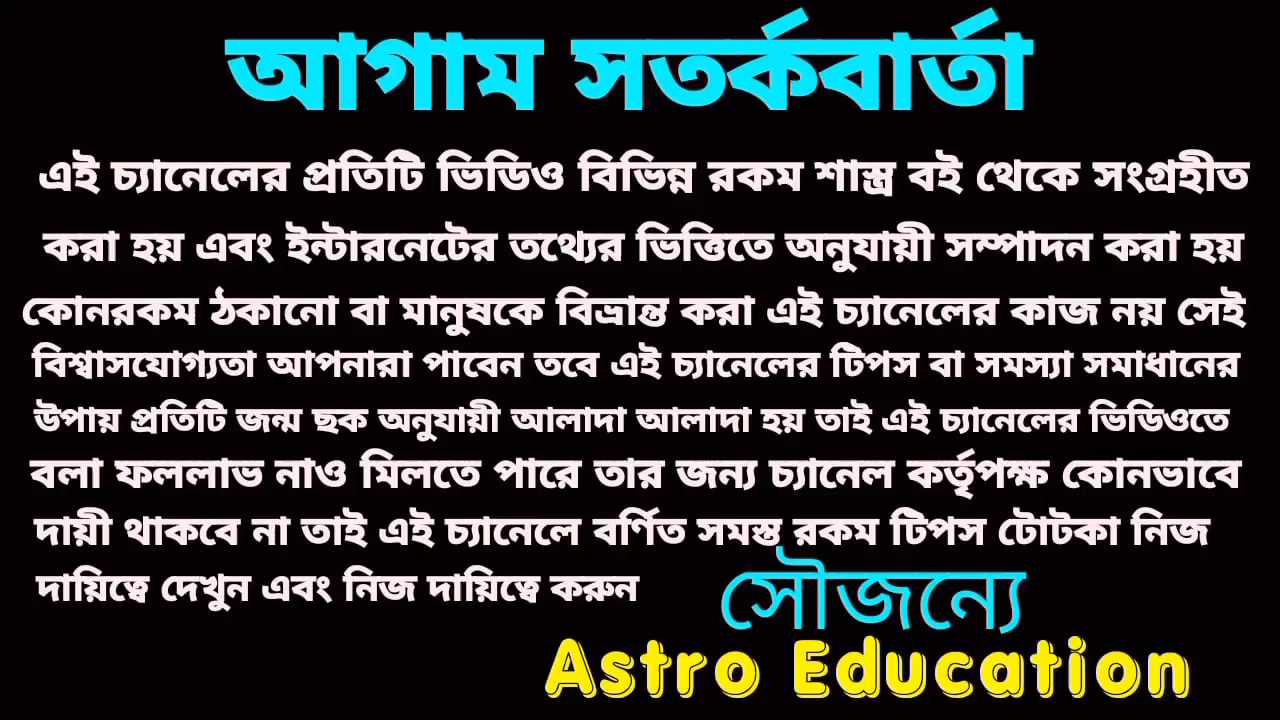 আগাম সতর্কবার্তা
এই চ্যানেলের প্রতিটি ভিডিও বিভিন্ন রকম শাস্ত্র বই থেকে সংগ্রহীত
করা হয় এবং ইন্টারনেটের তথ্যের ভিত্তিতে অনুযায়ী সম্পাদন করা হয়
কোনরকম ঠকানো বা মানুষকে বিভ্রান্ত করা এই চ্যানেলের কাজ নয় সেই
বিশ্বাসযোগ্যতা আপনারা পাবেন তবে এই চ্যানেলের টিপস বা সমস্যা সমাধানের
উপায় প্রতিটি জন্ম ছক অনুযায়ী আলাদা আলাদা হয় তাই এই চ্যানেলের ভিডিওতে
বলা ফললাভ নাও মিলতে পারে তার জন্য চ্যানেল কর্তৃপক্ষ কোনভাবে
দায়ী থাকবে না তাই এই চ্যানেলে বর্ণিত সমস্ত রকম টিপস টোটকা নিজ
দায়িত্বে দেখুন এবং নিজ দায়িত্বে করুন
সৌজন্যে
Astro Education